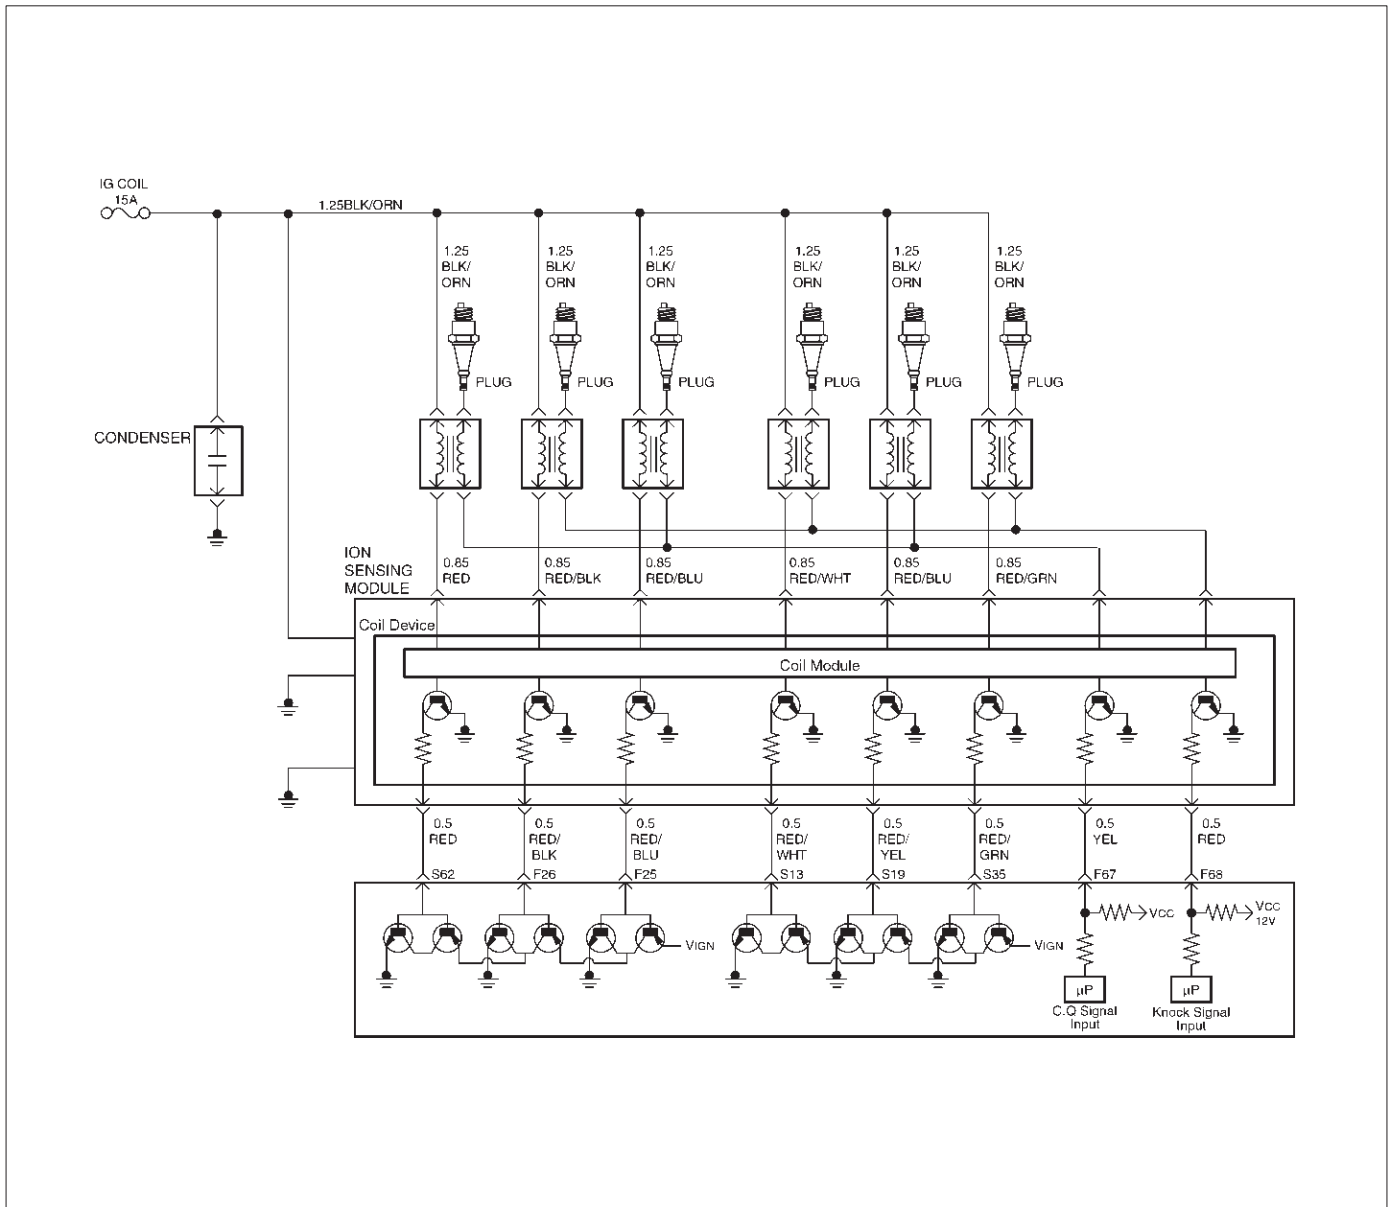 IG COIL
15A
1.25BLK/ORN
1.25
BLK/
ORN
1.25
BLK/
ORN
1.25
BLK/
ORN
1.25
BLK/
ORN
1.25
BLK/
ORN
1.25
BLK/
ORN
PLUG
PLUG
PLUG
PLUG
PLUG
PLUG
CONDENSER
ION
SENSING
MODULE
0.85
RED
0.85
RED/BLK
0.85
RED/BLU
0.85
RED/WHT
0.85
RED/BLU
0.85
RED/GRN
Coil Device
Coil Module
0.5
RED
0.5
RED/
BLK
0.5
RED/
BLU
0.5
RED/
WHT
0.5
RED/
YEL
0.5
RED/
GRN
0.5
YEL
0.5
RED
S62
F26
F25
S13
S19
S35
F67
F68
VIGN
VIGN
VCC
VCC
12V
µP
C.Q Signal
Input
µP
Knock Signal
Input